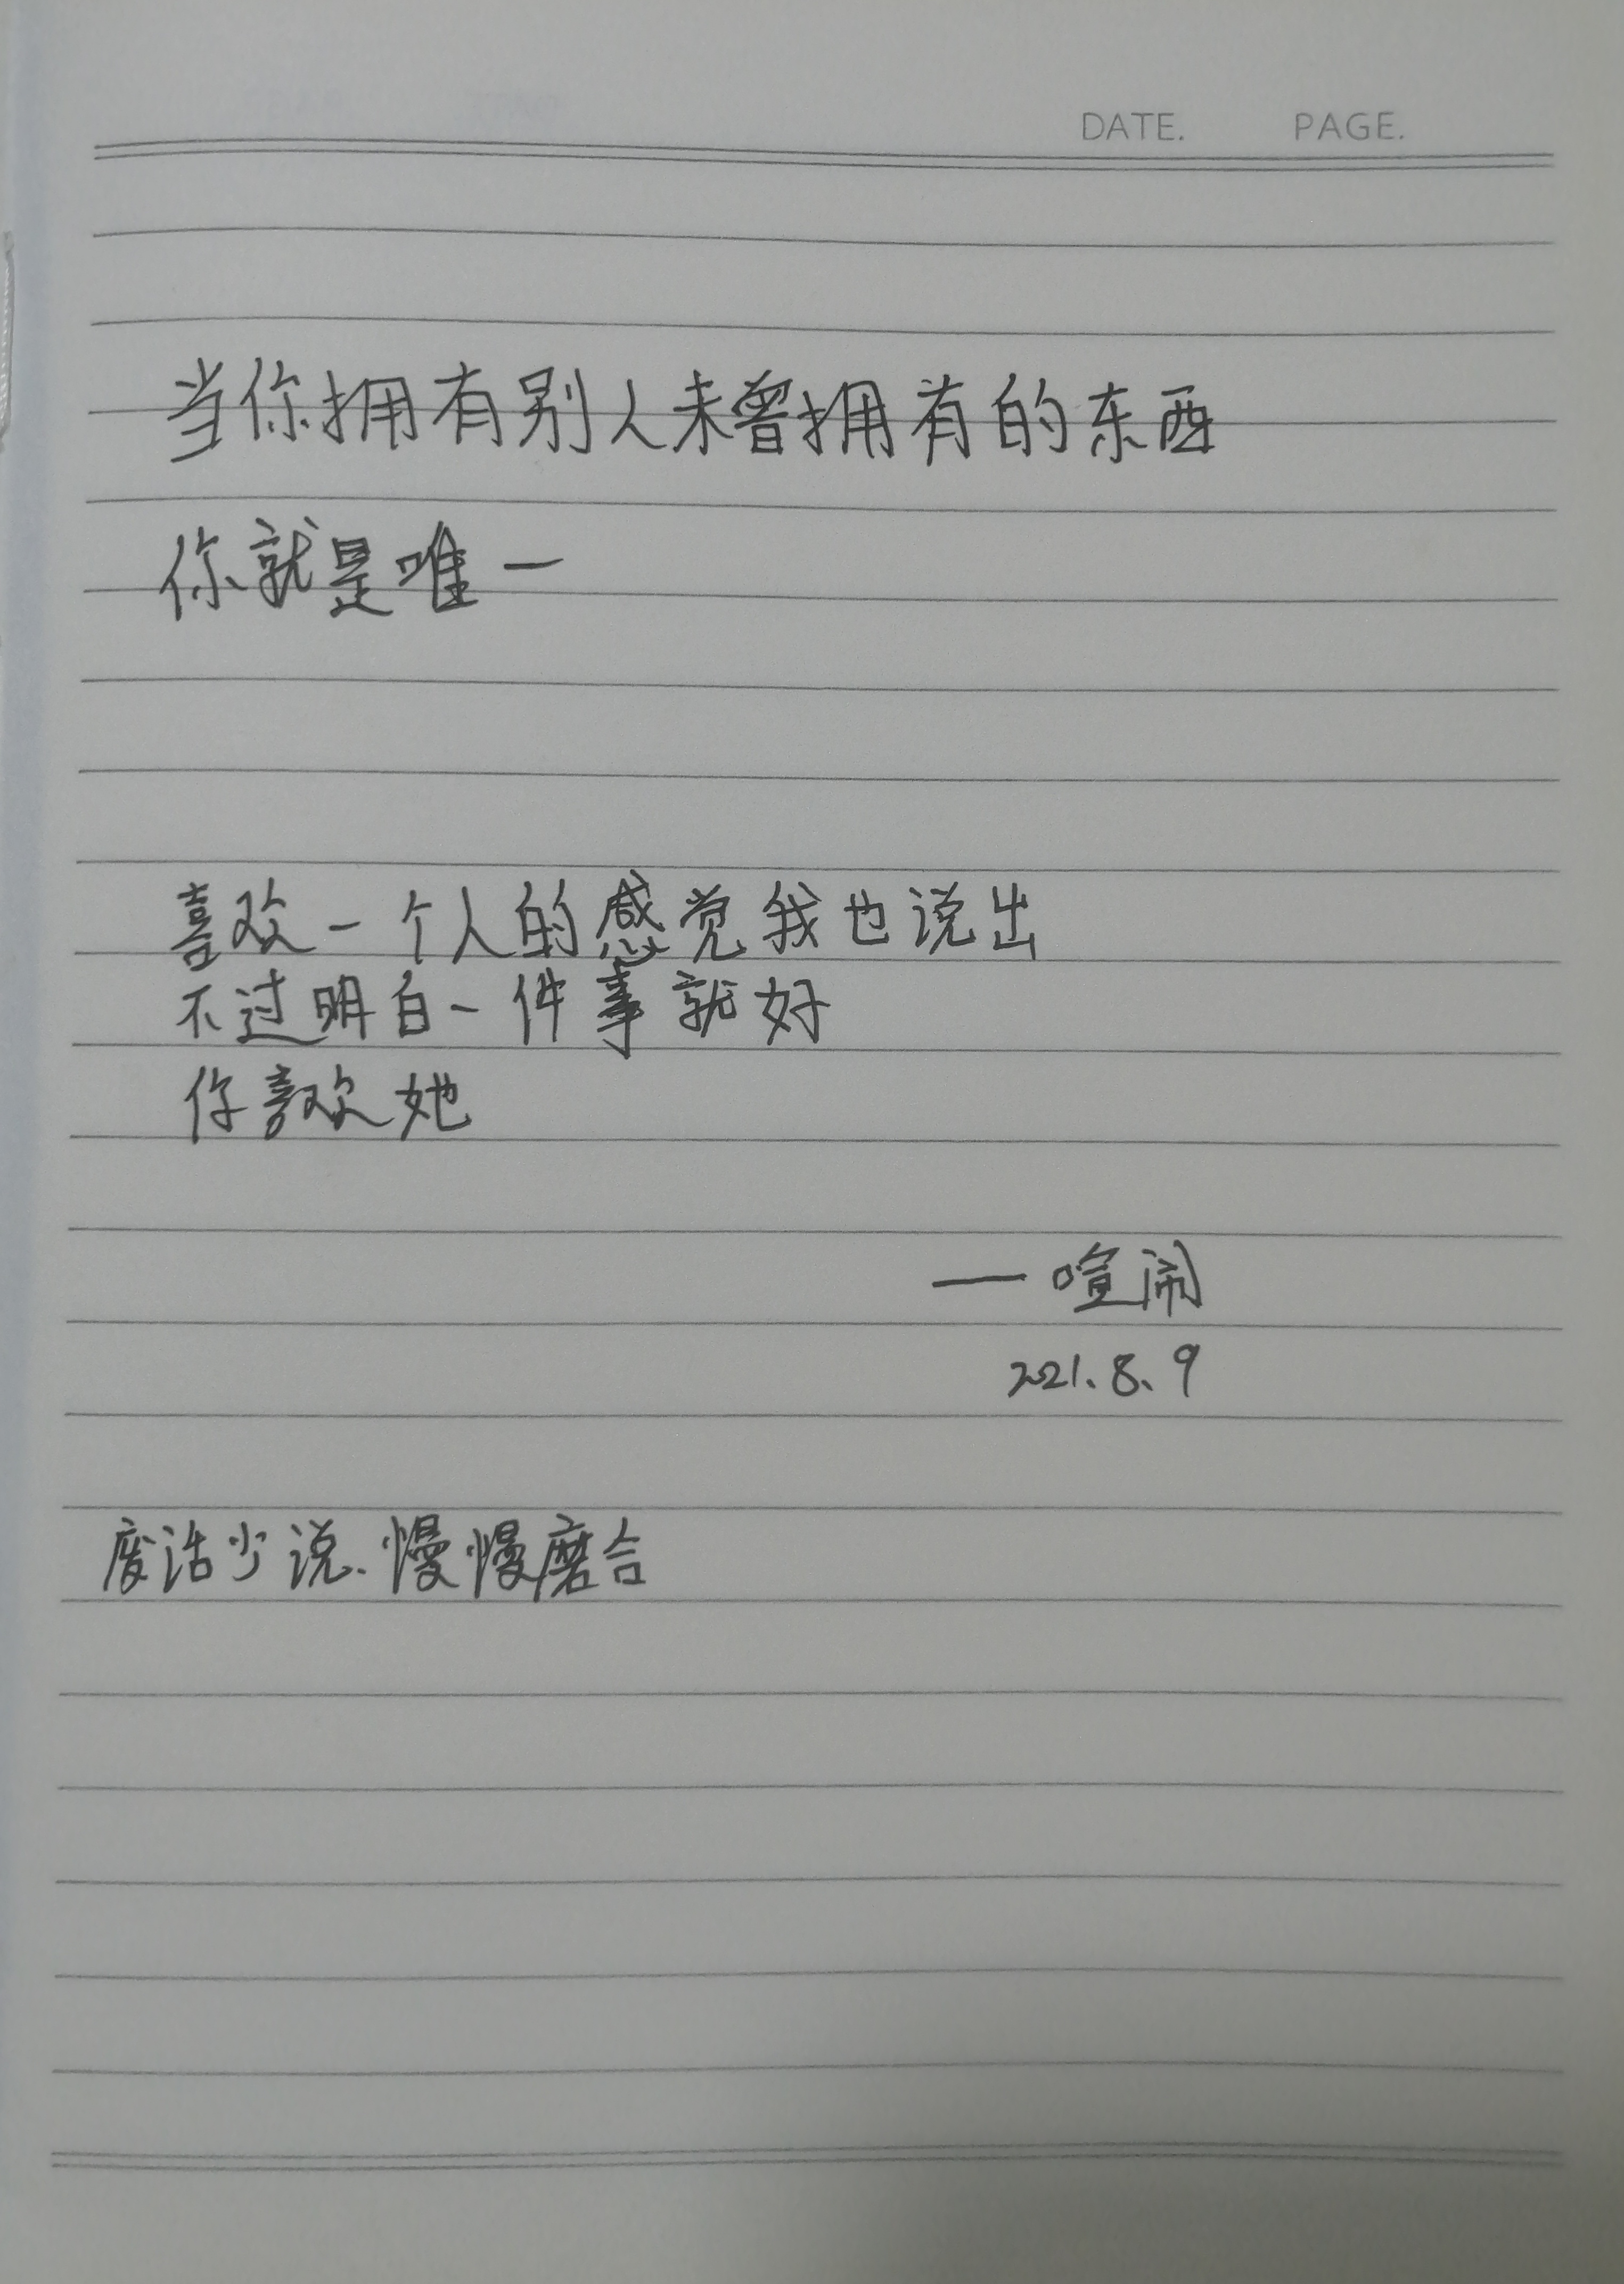 DATE. PAGE.
当你拥有别人未曾拥有的东西
你就是唯一
喜欢一个人的感觉我也说出
不过明白一件事就好
你喜欢她
—喧闹
2021.8.9
废话少说、慢慢磨合